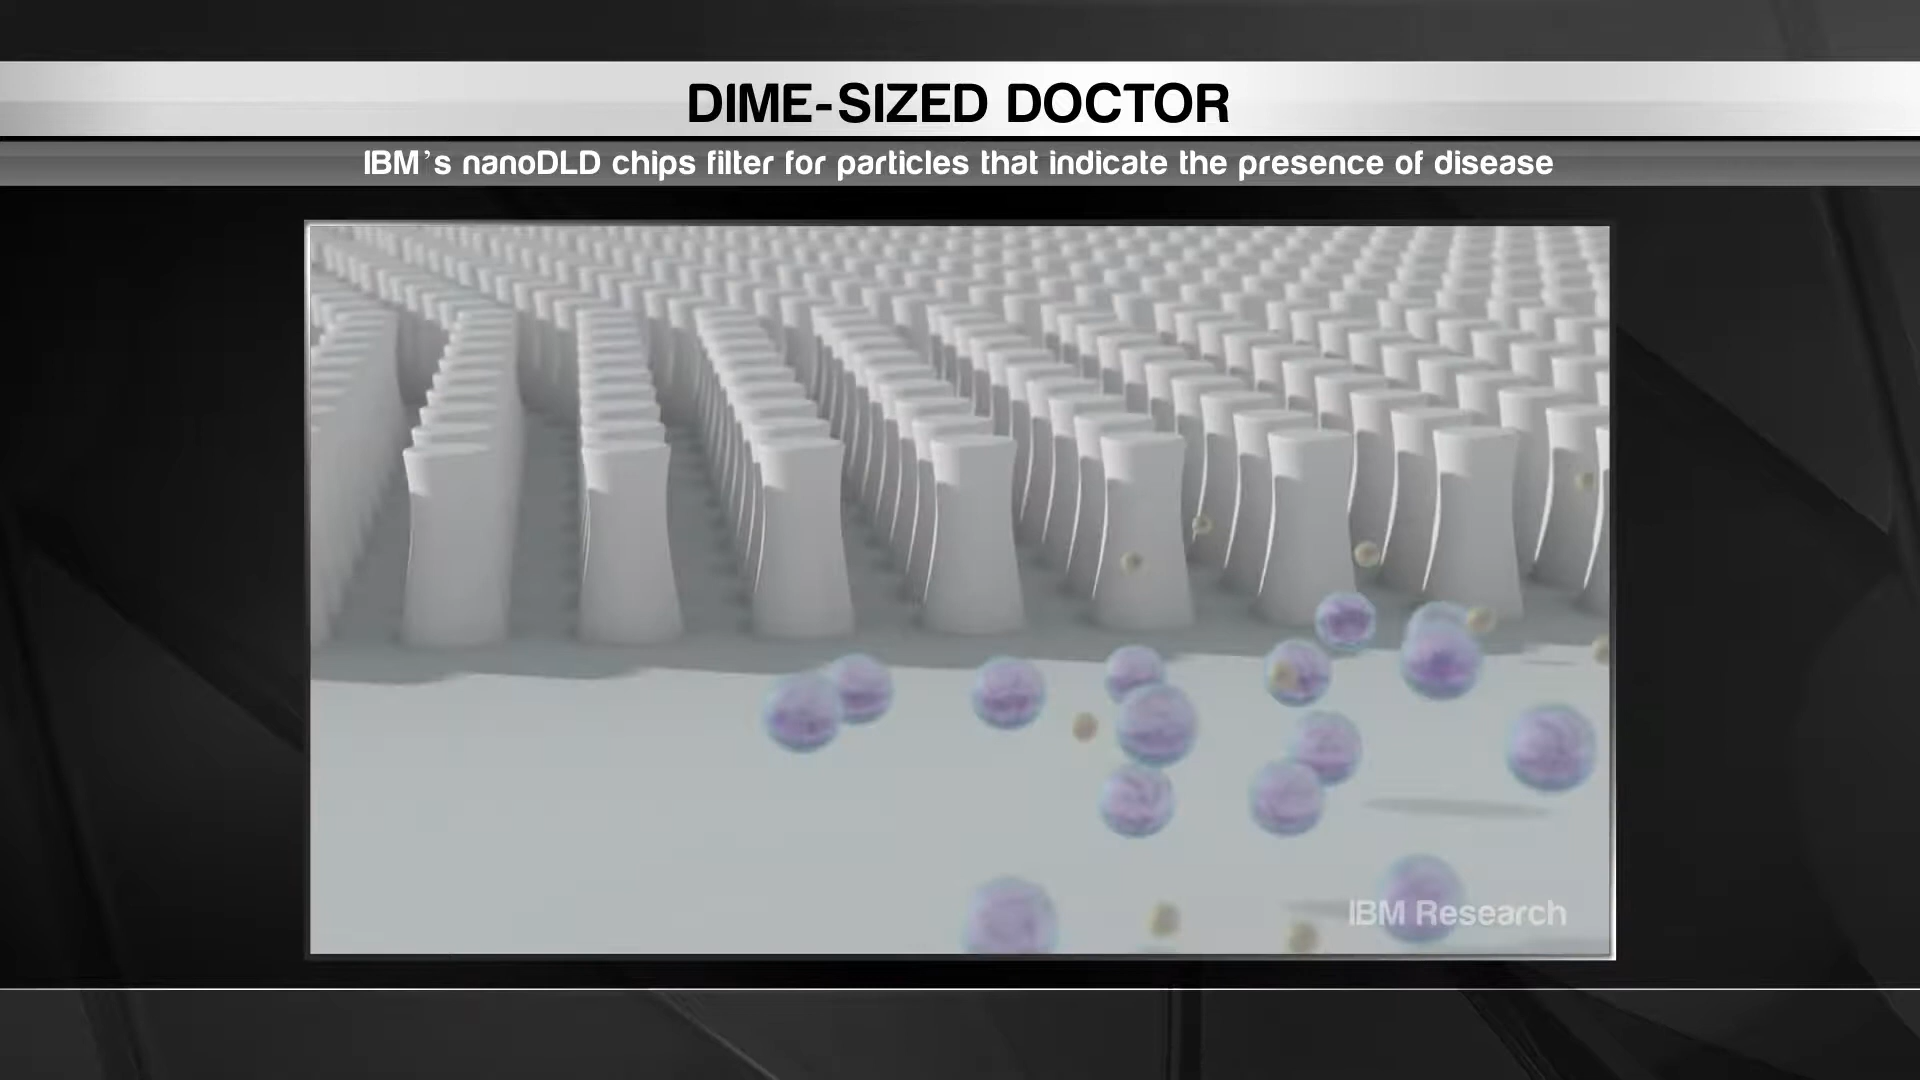 DIME-SIZED DOCTOR
IBM's nanoDLD chips filter for particles that indicate the presence of disease
IBM Research